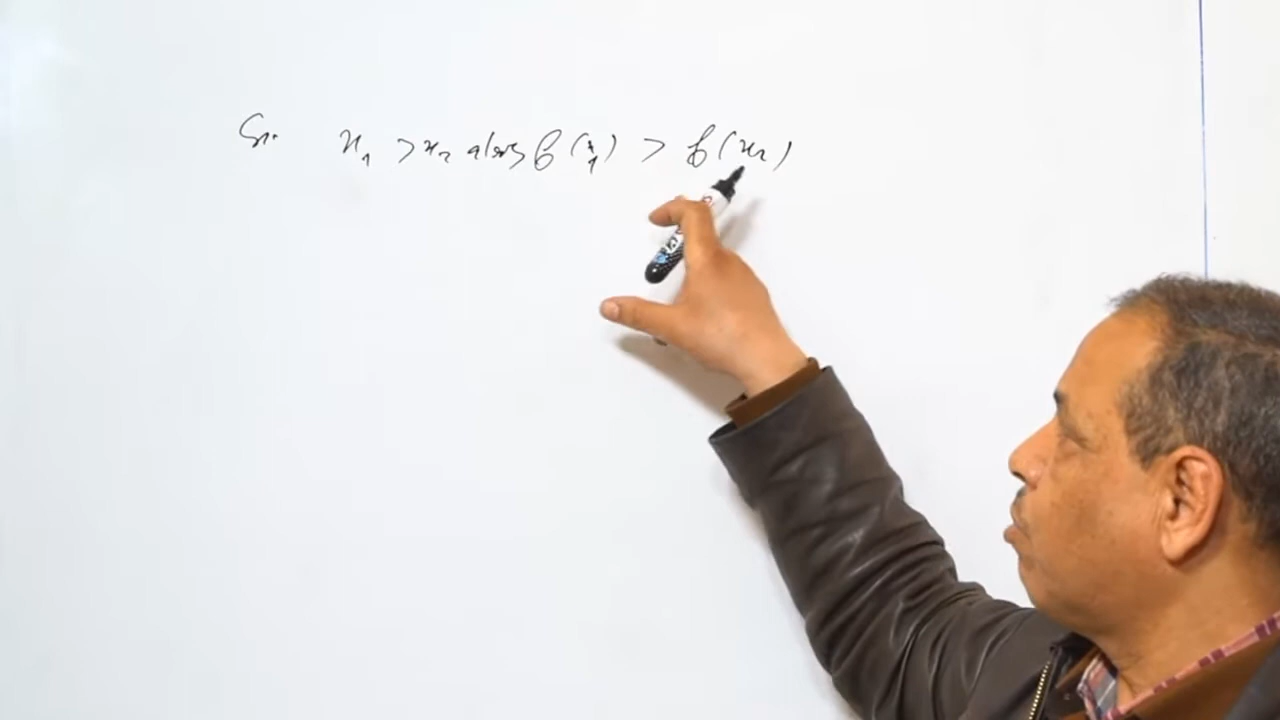 Si x₁ > x₂ alors f(x₁) > f(x₂)